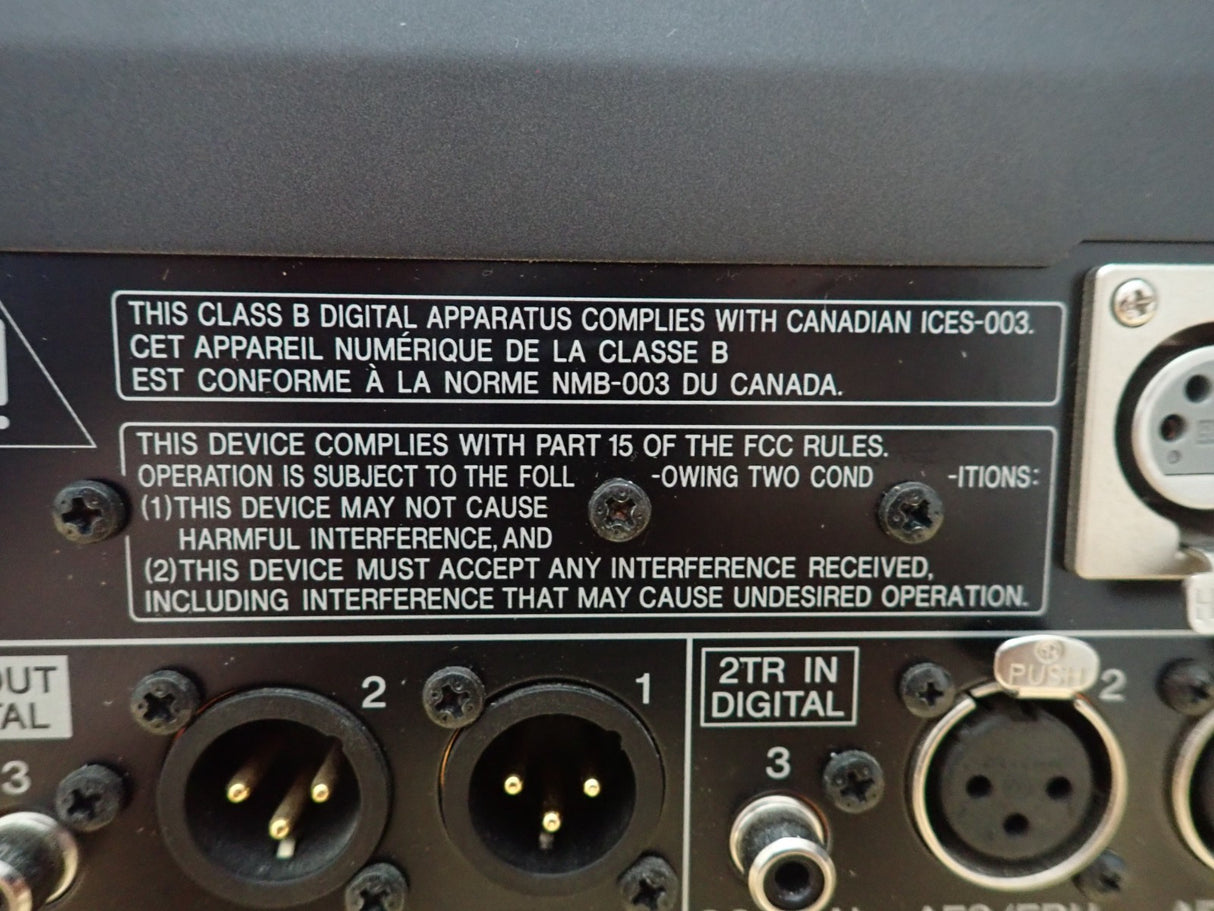 THIS CLASS B DIGITAL APPARATUS COMPLIES WITH CANADIAN ICES-003.
CET APPAREIL NUMÉRIQUE DE LA CLASSE B
EST CONFORME À LA NORME NMB-003 DU CANADA.
THIS DEVICE COMPLIES WITH PART 15 OF THE FCC RULES.
OPERATION IS SUBJECT TO THE FOLL -OWING TWO COND -ITIONS:
(1)THIS DEVICE MAY NOT CAUSE
HARMFUL INTERFERENCE, AND
(2)THIS DEVICE MUST ACCEPT ANY INTERFERENCE RECEIVED,
INCLUDING INTERFERENCE THAT MAY CAUSE UNDESIRED OPERATION.
OUT
TAL
3
2
1
2TR IN
DIGITAL
3
PUSH
2